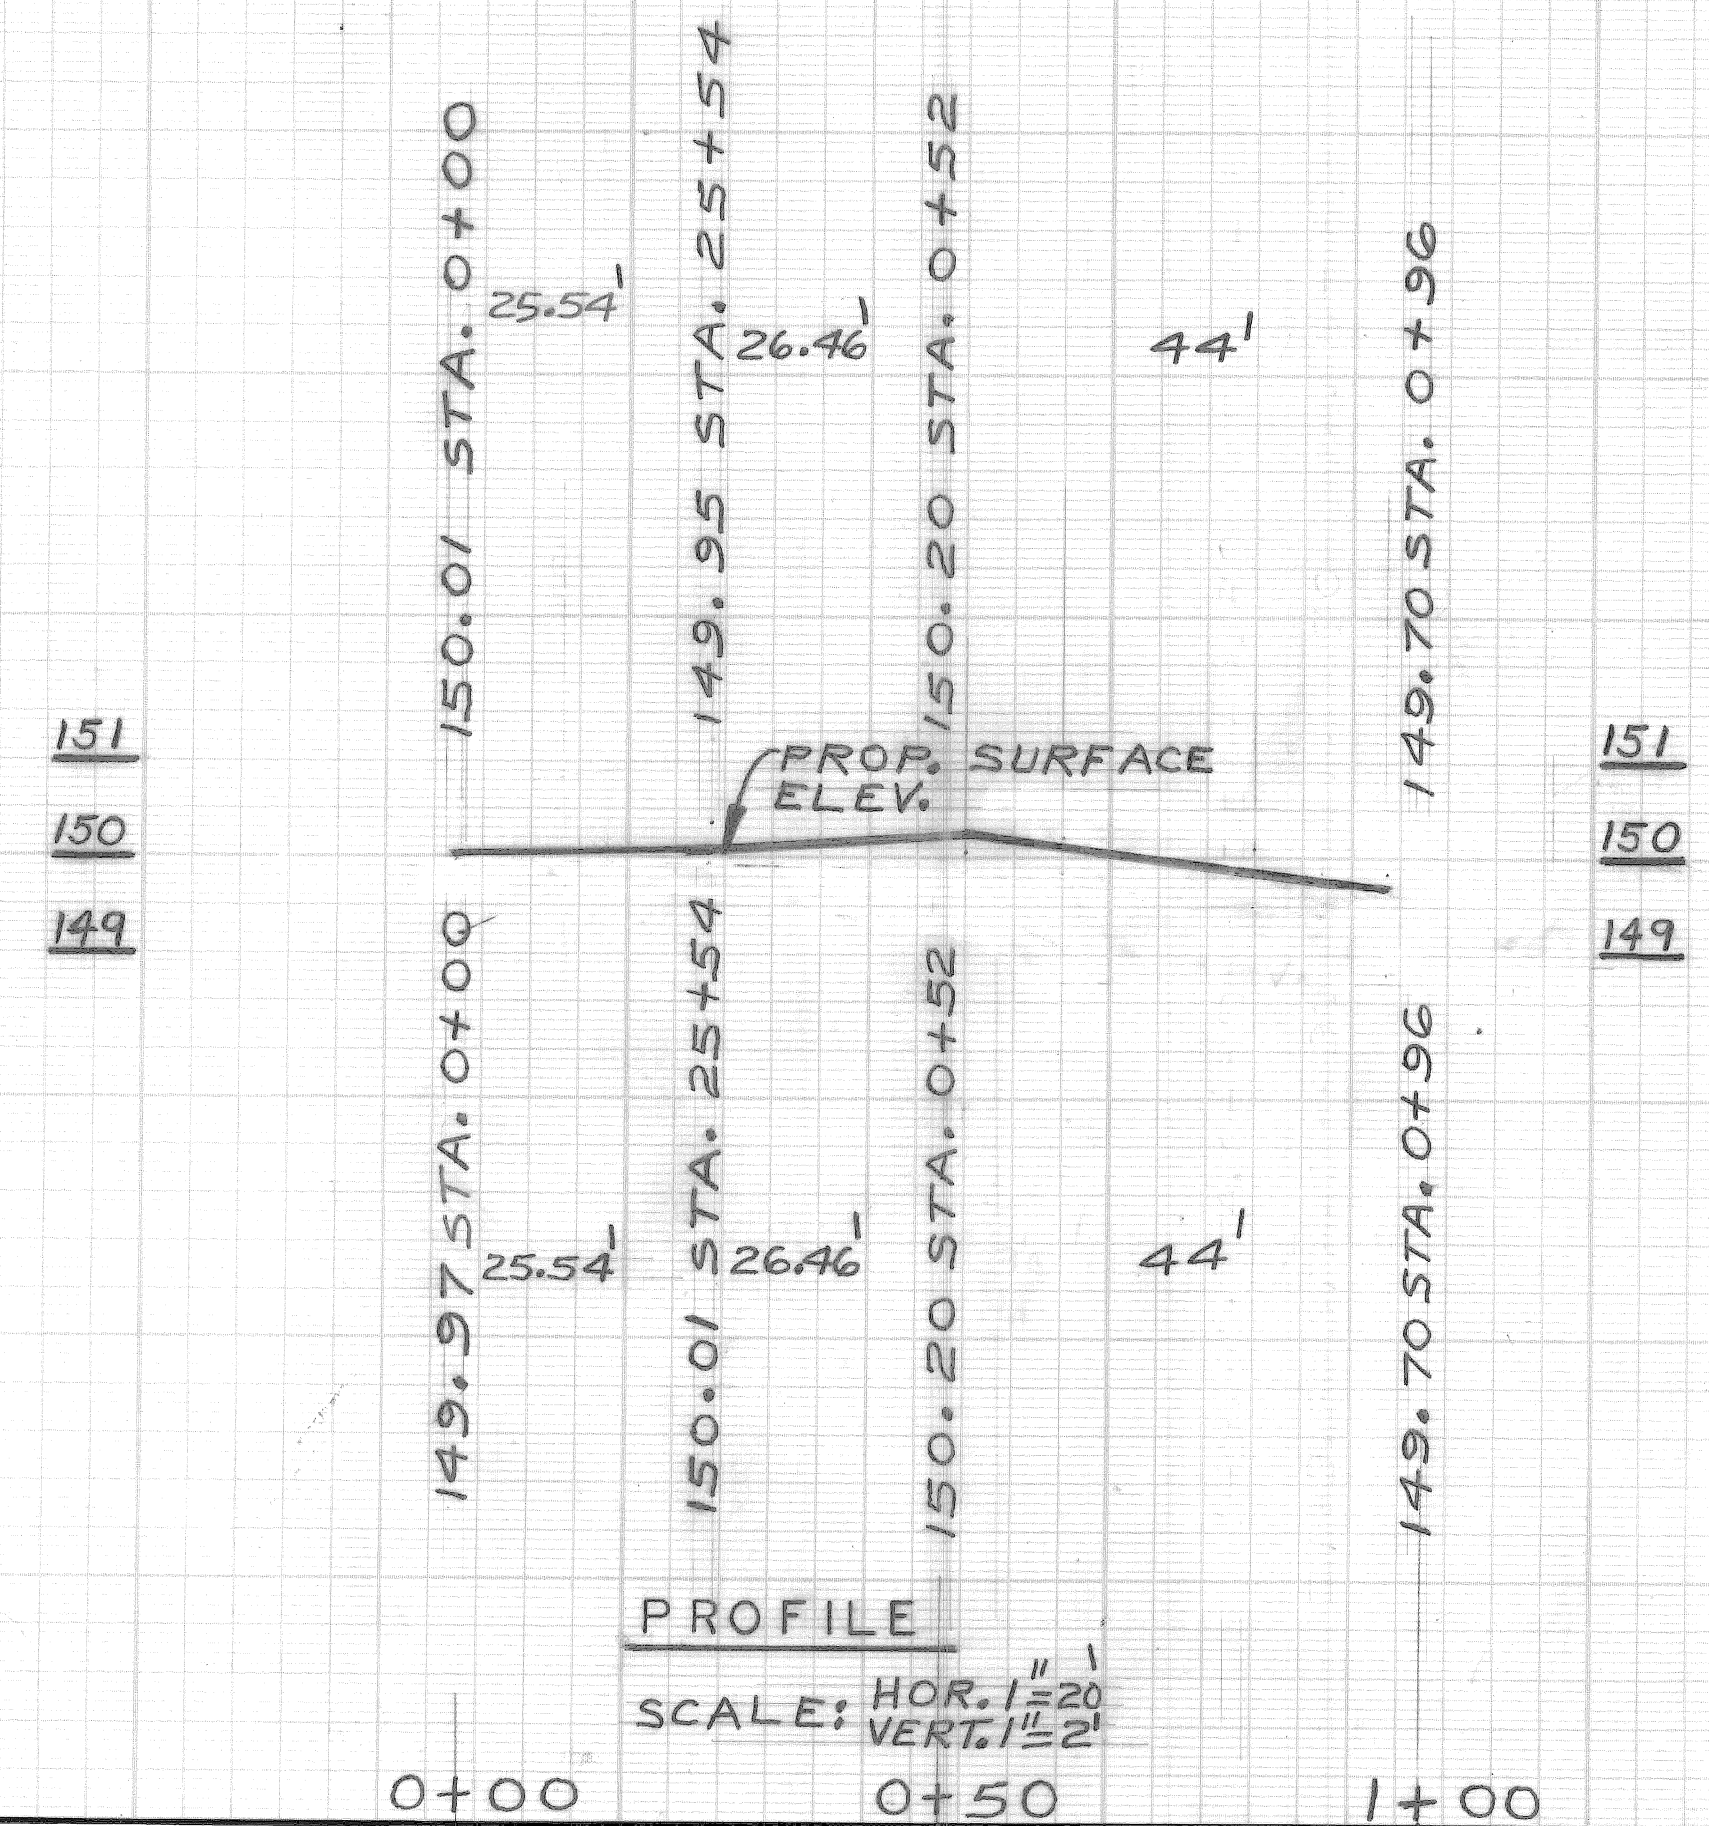 150.01 STA. 0+00
25.54'
149.95 STA. 25+54
26.46'
150.20 STA. 0+52
44'
149.70 STA. 0+96
151
150
149
PROP. SURFACE
ELEV.
151
150
149
149.97 STA. 0+00
25.54'
150.01 STA. 25+54
26.46'
150.20 STA. 0+52
44'
149.70 STA. 0+96
PROFILE
SCALE: HOR. 1"=20'
VERT. 1"=2'
0+00
0+50
1+00